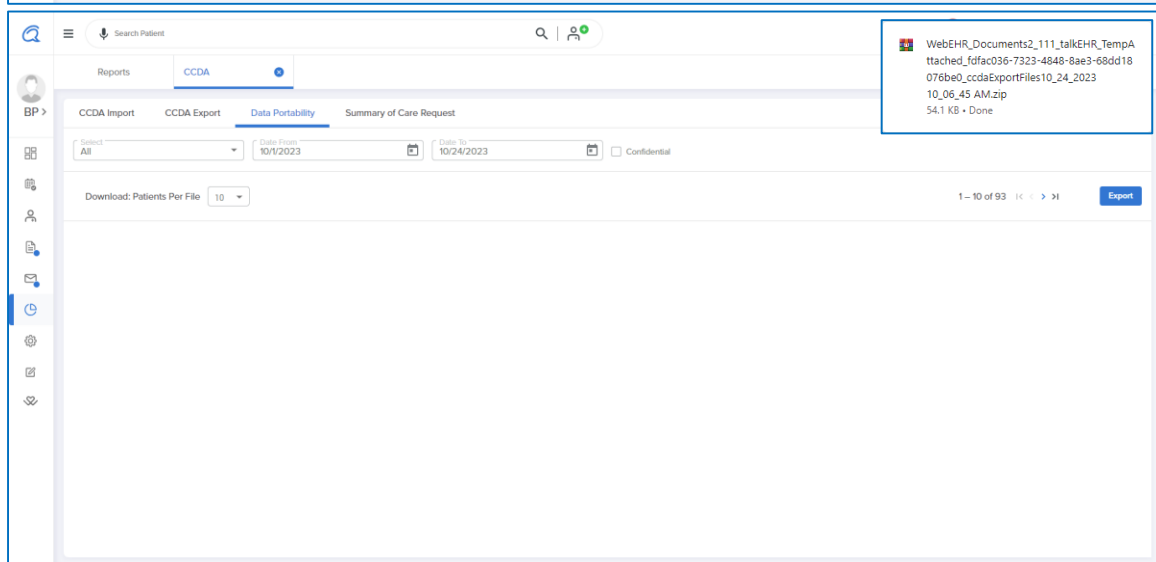 Search Patient
WebEHR_Documents2_111_talkEHR_TempA
ttached_fdfac036-7323-4848-8ae3-68dd18
076be0_ccdaExportFiles10_24_2023
10_06_45 AM.zip
54.1 KB • Done
Reports
CCDA
BP >
CCDA Import
CCDA Export
Data Portability
Summary of Care Request
Select
All
Date From
10/1/2023
Date To
10/24/2023
Confidential
Download: Patients Per File
10
1 – 10 of 93
Export